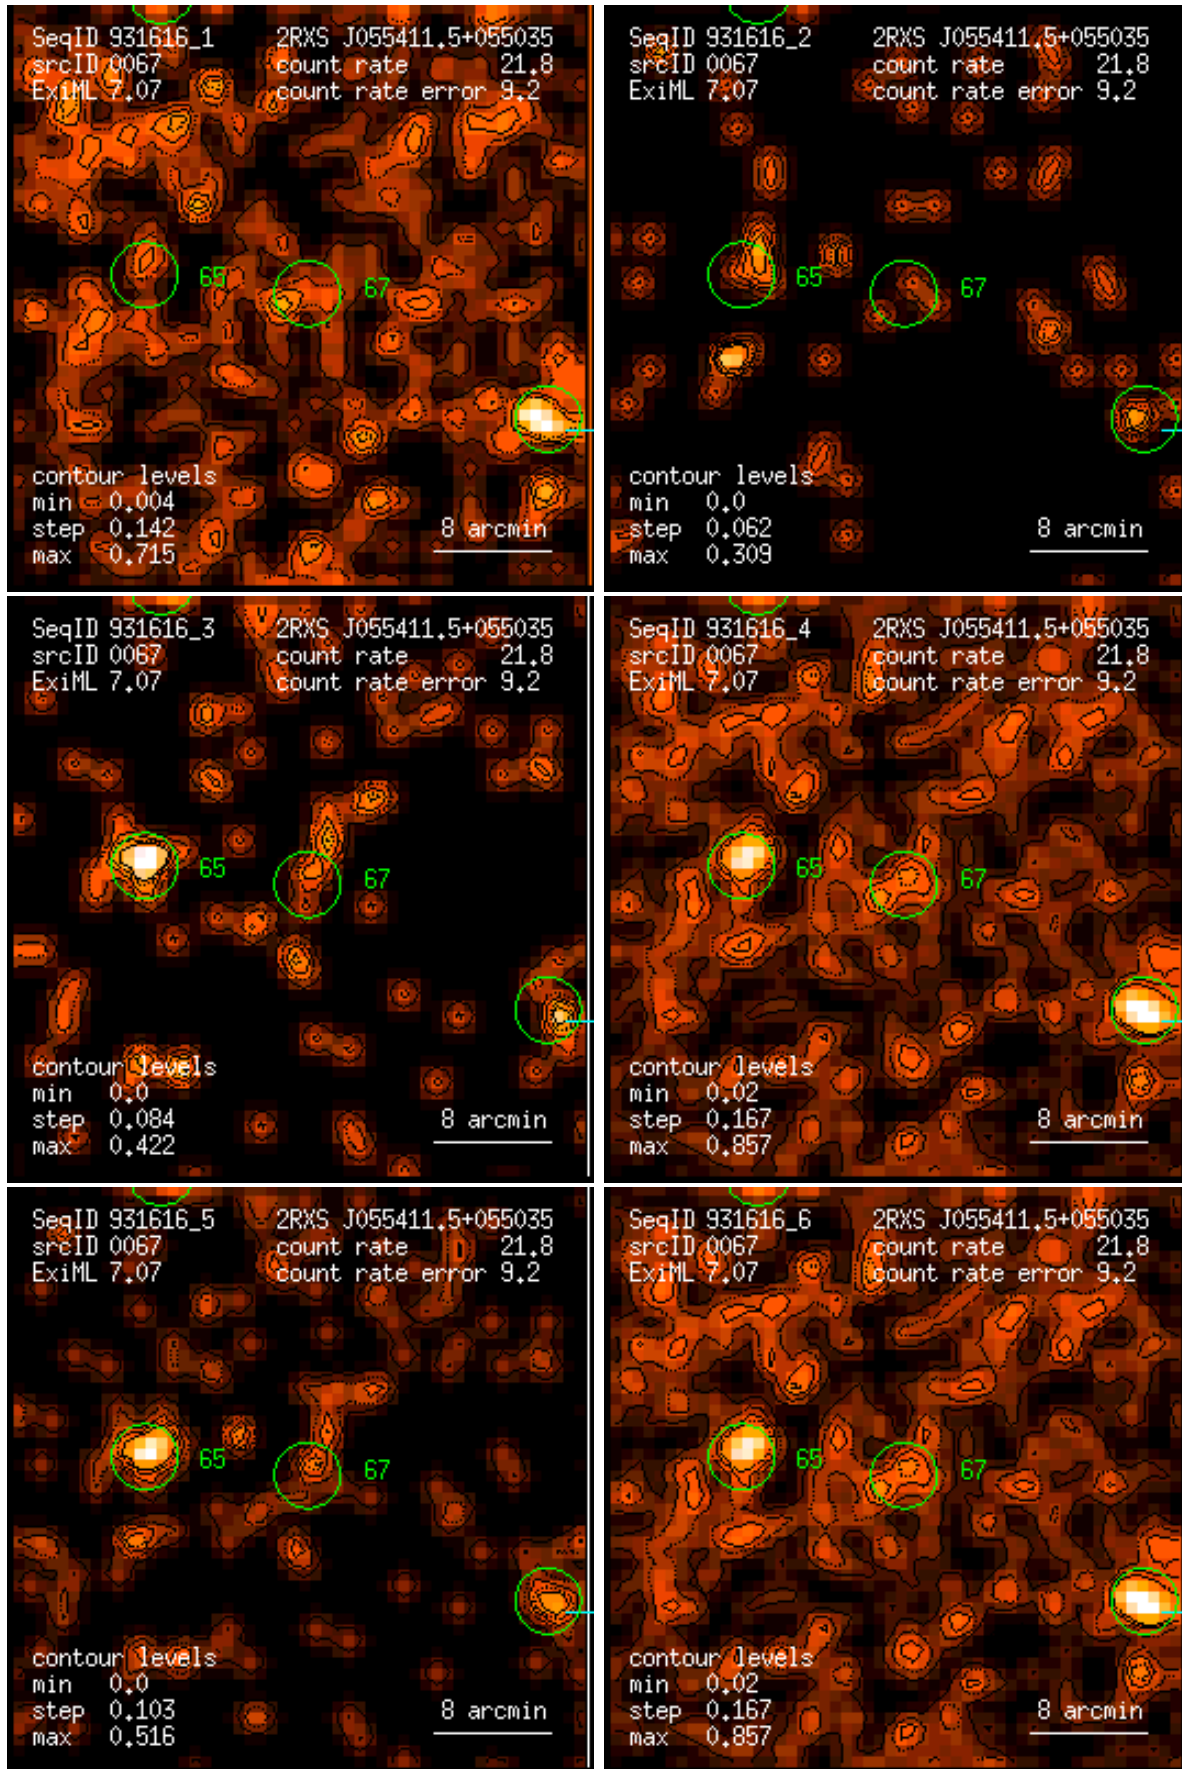 SeqID 931616_1 2RXS J055411.5+055035
srcID 0067 count rate 21.8
ExiML 7.07 count rate error 9.2
65 67
contour levels
min 0.004
step 0.142 8 arcmin
max 0.715
SeqID 931616_2 2RXS J055411.5+055035
srcID 0067 count rate 21.8
ExiML 7.07 count rate error 9.2
65 67
contour levels
min 0.0
step 0.062 8 arcmin
max 0.309
SeqID 931616_3 2RXS J055411.5+055035
srcID 0067 count rate 21.8
ExiML 7.07 count rate error 9.2
65 67
contour levels
min 0.0
step 0.084 8 arcmin
max 0.422
SeqID 931616_4 2RXS J055411.5+055035
srcID 0067 count rate 21.8
ExiML 7.07 count rate error 9.2
65 67
contour levels
min 0.02
step 0.167 8 arcmin
max 0.857
SeqID 931616_5 2RXS J055411.5+055035
srcID 0067 count rate 21.8
ExiML 7.07 count rate error 9.2
65 67
contour levels
min 0.0
step 0.103 8 arcmin
max 0.516
SeqID 931616_6 2RXS J055411.5+055035
srcID 0067 count rate 21.8
ExiML 7.07 count rate error 9.2
65 67
contour levels
min 0.02
step 0.167 8 arcmin
max 0.857